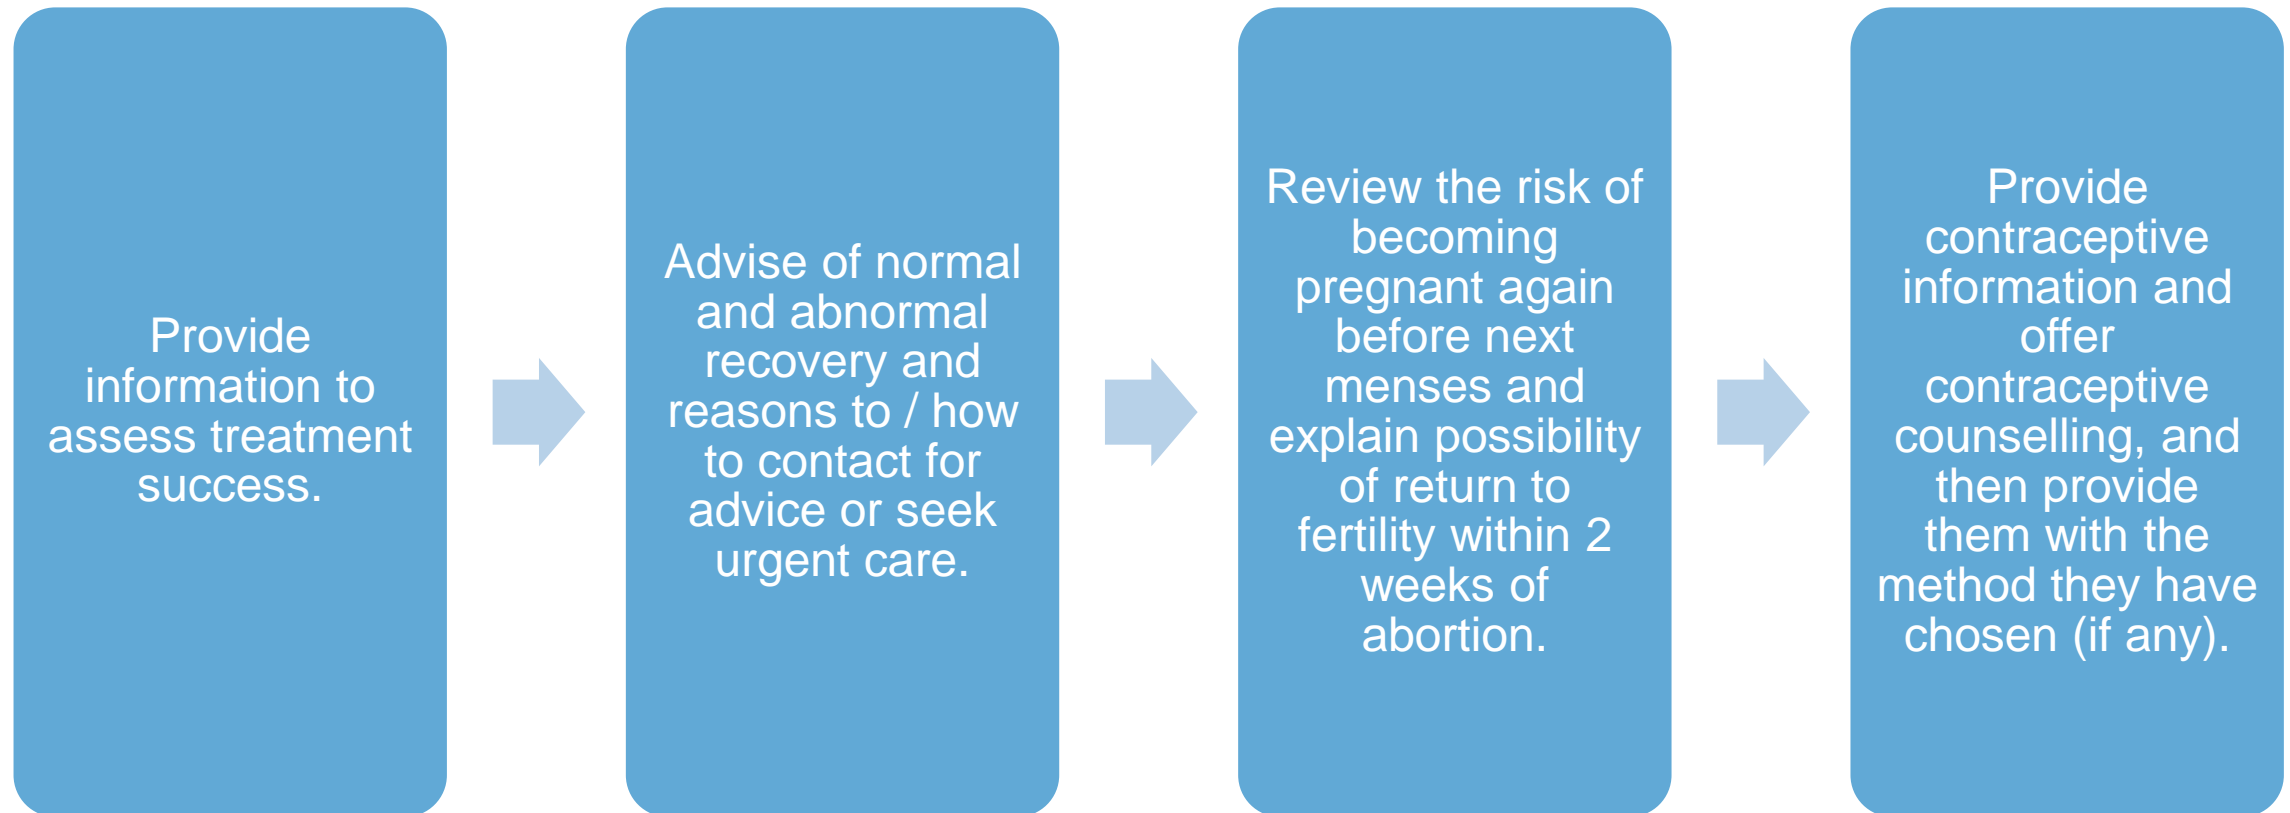 Provide
information to
assess treatment
success.
Advise of normal
and abnormal
recovery and
reasons to / how
to contact for
advice or seek
urgent care.
Review the risk of
becoming
pregnant again
before next
menses and
explain possibility
of return to
fertility within 2
weeks of
abortion.
Provide
contraceptive
information and
offer
contraceptive
counselling, and
then provide
them with the
method they have
chosen (if any).